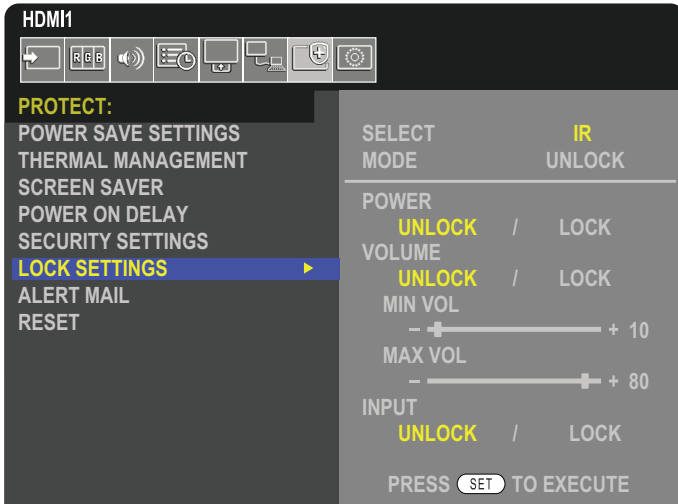 HDMI1
RGB
PROTECT:
POWER SAVE SETTINGS
THERMAL MANAGEMENT
SCREEN SAVER
POWER ON DELAY
SECURITY SETTINGS
LOCK SETTINGS
ALERT MAIL
RESET
SELECT IR
MODE UNLOCK
POWER
UNLOCK / LOCK
VOLUME
UNLOCK / LOCK
MIN VOL
– + 10
MAX VOL
– + 80
INPUT
UNLOCK / LOCK
PRESS SET TO EXECUTE